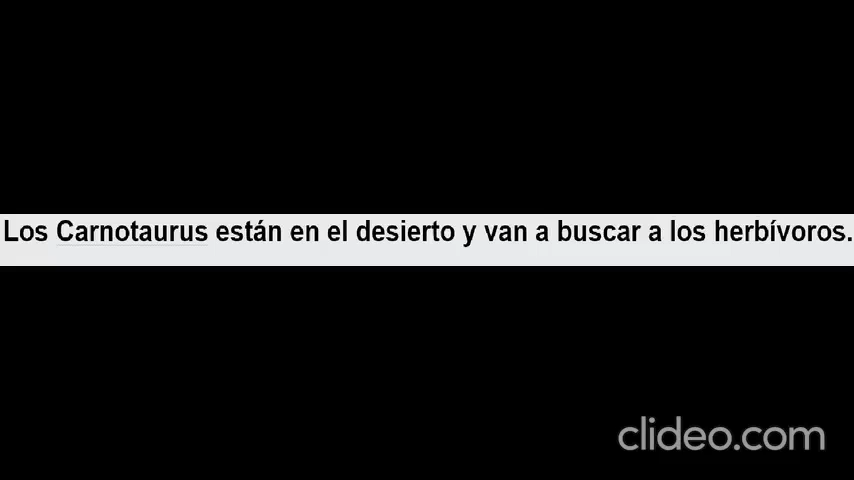 Los Carnotaurus están en el desierto y van a buscar a los herbívoros.
clideo.com